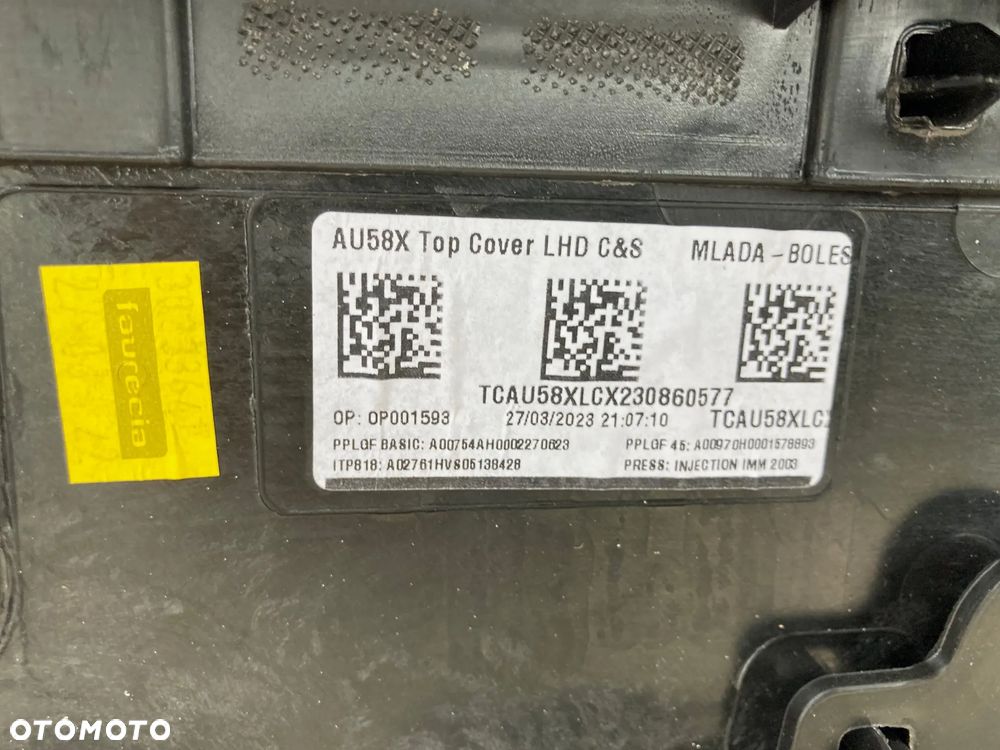 AU58X Top Cover LHD C&S MLADA-BOLES
TCAU58XLCX230860577
OP: OP001593 27/03/2023 21:07:10 TCAU58XLC
PPLGF BASIC: A00754AH0002270623 PPLGF 45: A00970H0001578893
ITP818: A02761HVS05138428 PRESS: INJECTION IMM 2003
faurecia
OTOMOTO